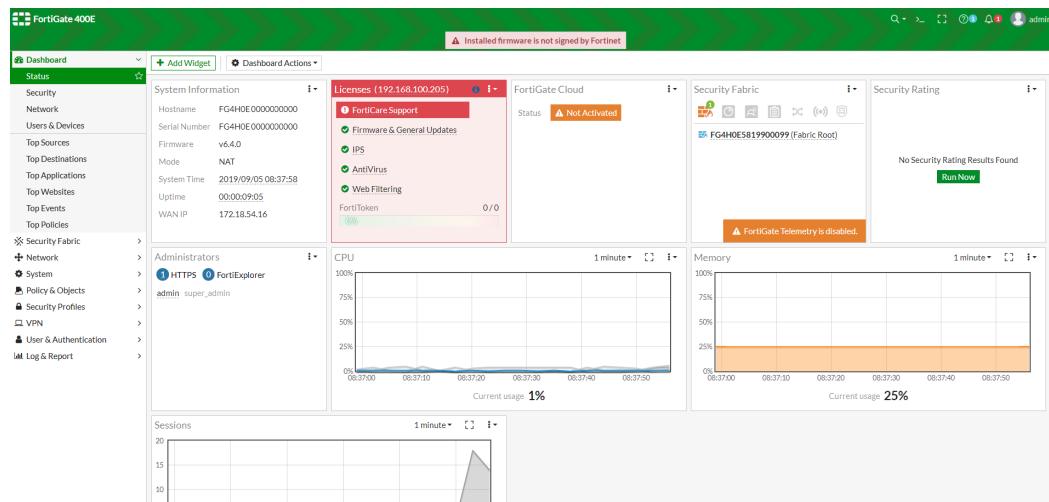 FortiGate 400E
admin
Installed firmware is not signed by Fortinet
Dashboard
Status
Security
Network
Users & Devices
Top Sources
Top Destinations
Top Applications
Top Websites
Top Events
Top Policies
Security Fabric
Network
System
Policy & Objects
Security Profiles
VPN
User & Authentication
Log & Report
+ Add Widget
Dashboard Actions
System Information
Hostname FG4H0E0000000000
Serial Number FG4H0E0000000000
Firmware v6.4.0
Mode NAT
System Time 2019/09/05 08:37:58
Uptime 00:00:09:05
WAN IP 172.18.54.16
Licenses (192.168.100.205)
FortiCare Support
Firmware & General Updates
IPS
AntiVirus
Web Filtering
FortiToken 0/0
0%
FortiGate Cloud
Status Not Activated
Security Fabric
1
FG4H0E5819900099 (Fabric Root)
FortiGate Telemetry is disabled.
Security Rating
No Security Rating Results Found
Run Now
Administrators
1 HTTPS 0 FortiExplorer
admin super_admin
CPU 1 minute
100%
75%
50%
25%
0%
08:37:00 08:37:10 08:37:20 08:37:30 08:37:40 08:37:50
Current usage 1%
Memory 1 minute
100%
75%
50%
25%
0%
08:37:00 08:37:10 08:37:20 08:37:30 08:37:40 08:37:50
Current usage 25%
Sessions 1 minute
20
15
10